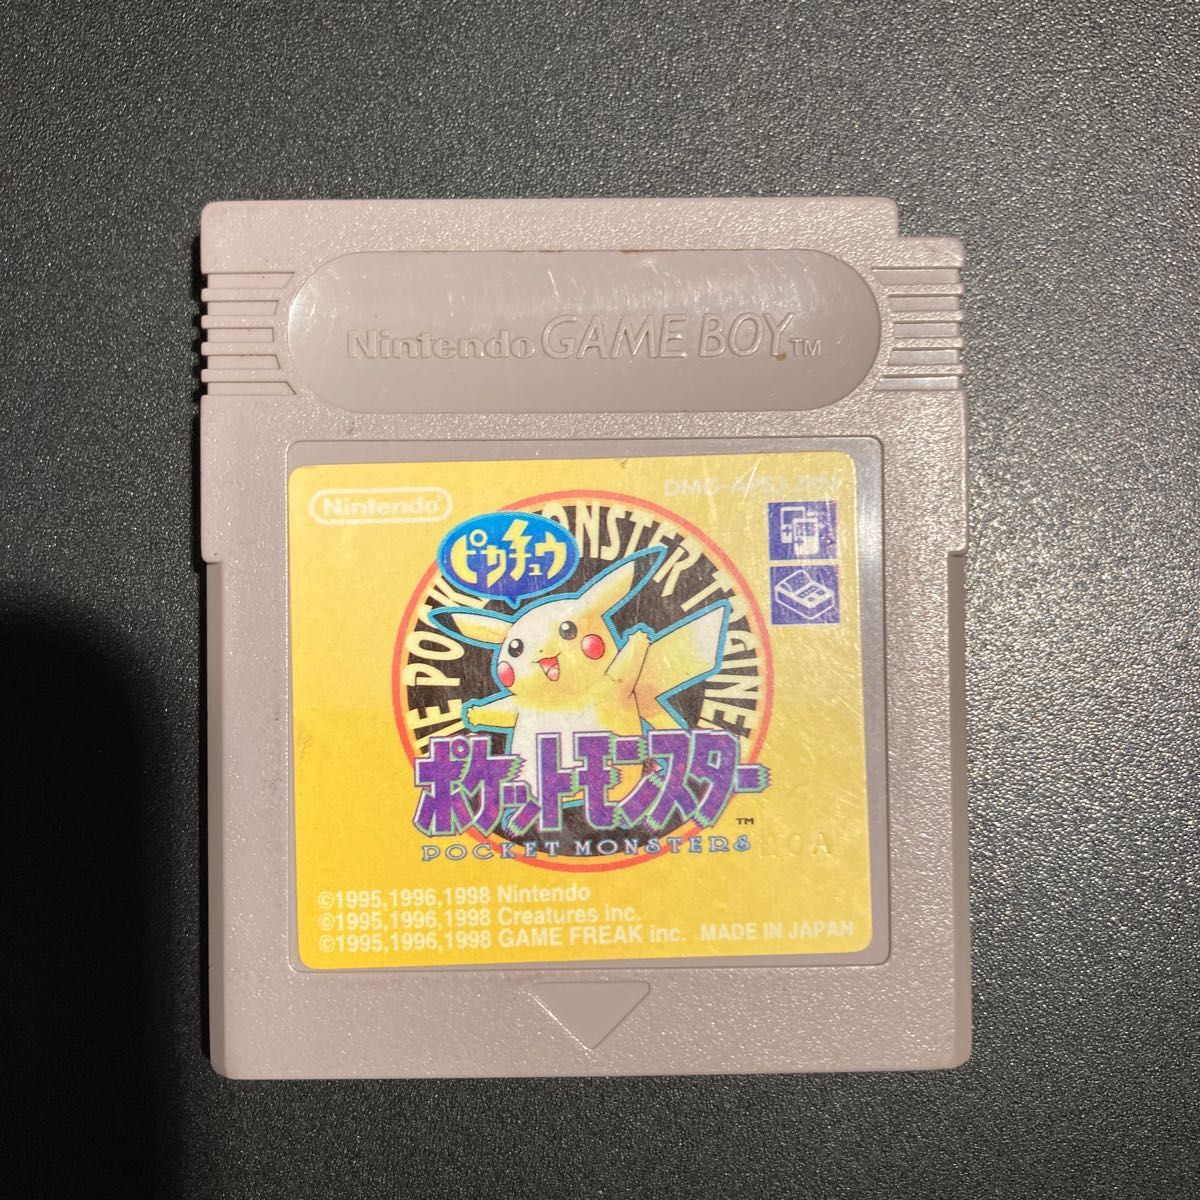 Nintendo GAME BOY™
Nintendo
ピカチュウ
ポケットモンスター
™
POCKET MONSTERS
©1995,1996,1998 Nintendo
©1995,1996,1998 Creatures inc.
©1995,1996,1998 GAME FREAK inc. MADE IN JAPAN